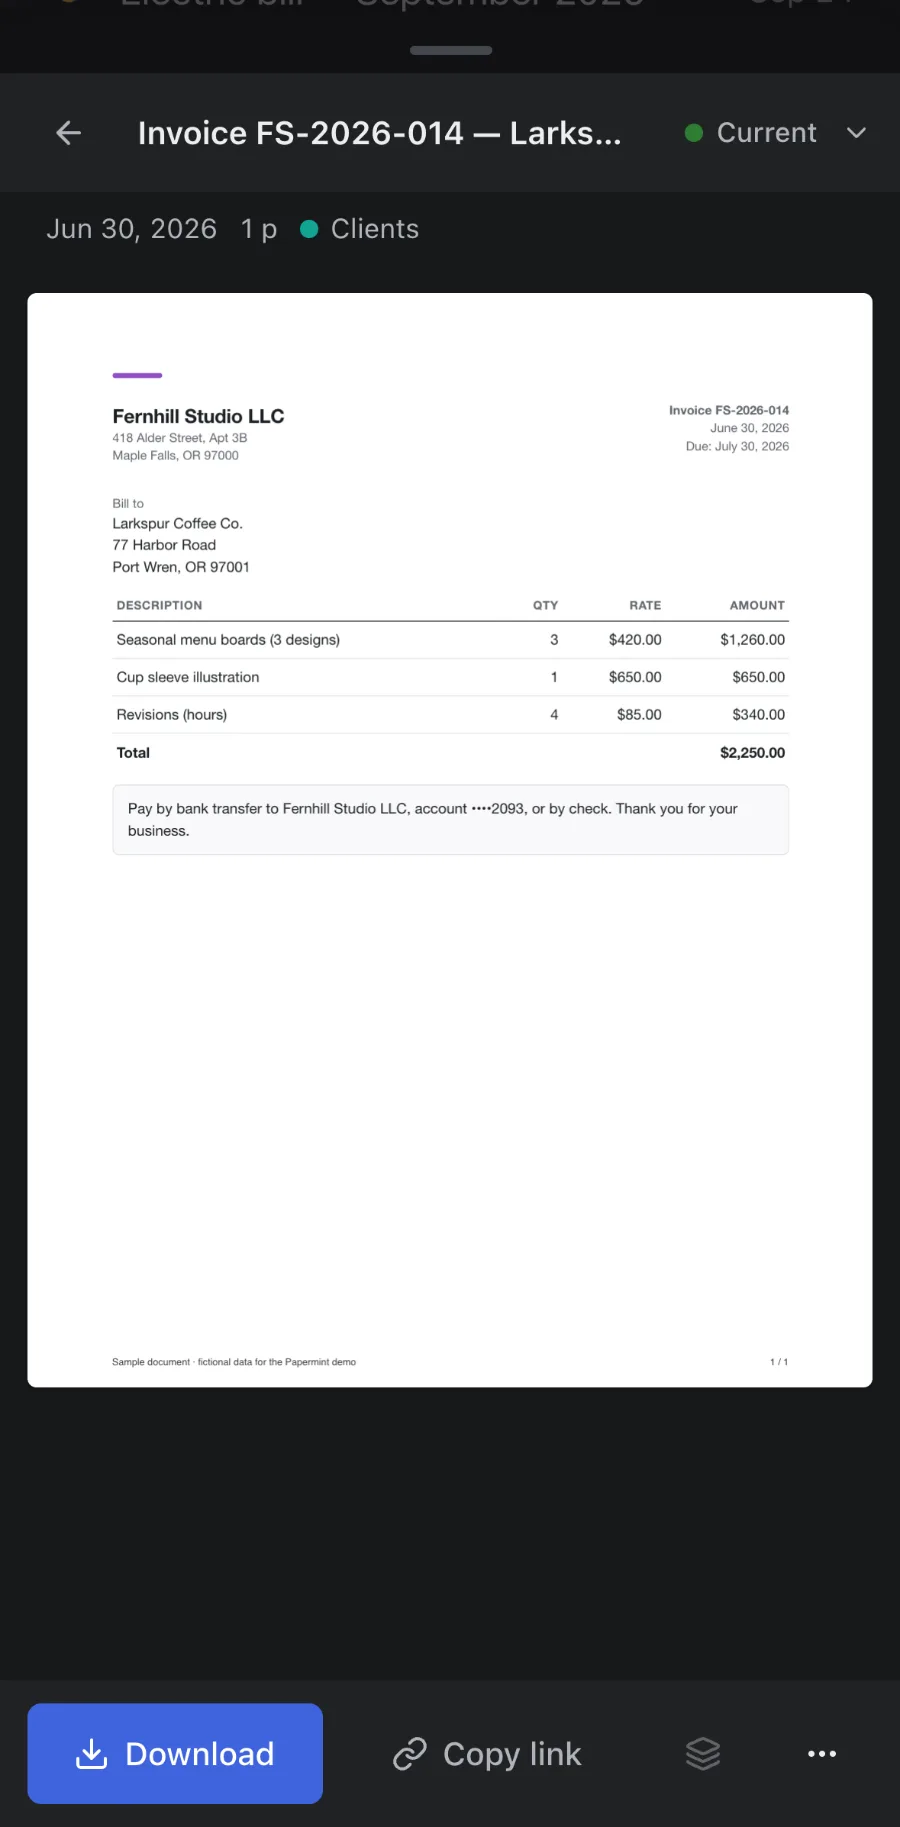 Electric bill — September 2026
Invoice FS-2026-014 — Larks...
Current
Jun 30, 2026 1 p Clients
Fernhill Studio LLC
418 Alder Street, Apt 3B
Maple Falls, OR 97000
Invoice FS-2026-014
June 30, 2026
Due: July 30, 2026
Bill to
Larkspur Coffee Co.
77 Harbor Road
Port Wren, OR 97001
DESCRIPTION QTY RATE AMOUNT
Seasonal menu boards (3 designs) 3 $420.00 $1,260.00
Cup sleeve illustration 1 $650.00 $650.00
Revisions (hours) 4 $85.00 $340.00
Total $2,250.00
Pay by bank transfer to Fernhill Studio LLC, account ••••2093, or by check. Thank you for your
business.
Sample document · fictional data for the Papermint demo 1 / 1
Download Copy link